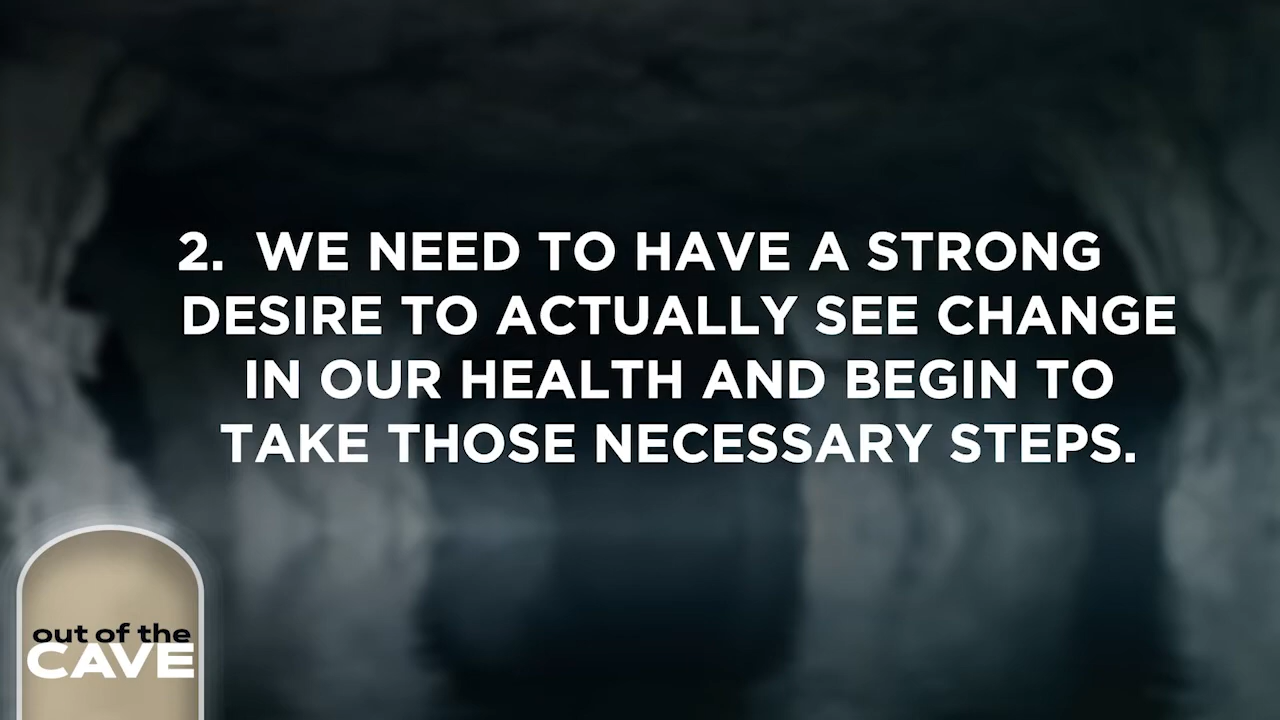 2. WE NEED TO HAVE A STRONG
DESIRE TO ACTUALLY SEE CHANGE
IN OUR HEALTH AND BEGIN TO
TAKE THOSE NECESSARY STEPS.
out of the
CAVE